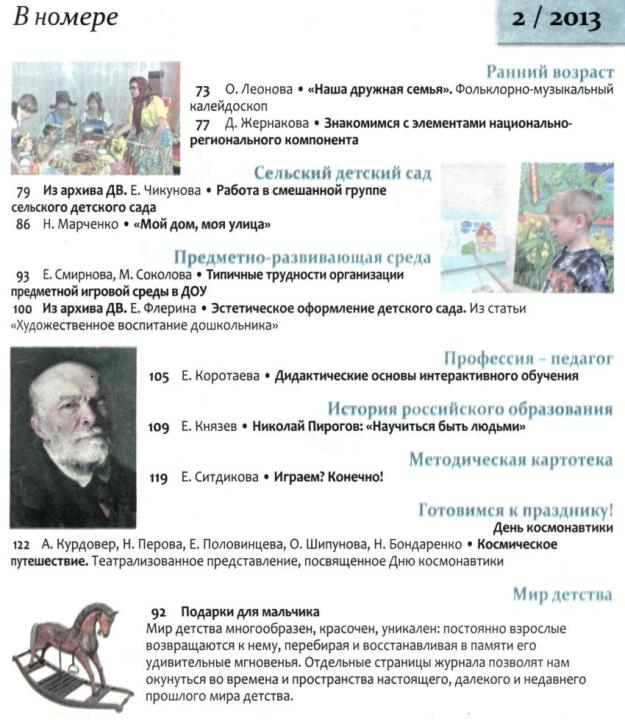 В номере
2 / 2013
Ранний возраст
73 О. Леонова • «Наша дружная семья». Фольклорно-музыкальный
калейдоскоп
77 Д. Жернакова • Знакомимся с элементами национально-
регионального компонента
Сельский детский сад
79 Из архива ДВ. Е. Чикунова • Работа в смешанной группе
сельского детского сада
86 Н. Марченко • «Мой дом, моя улица»
Предметно-развивающая среда
93 Е. Смирнова, М. Соколова • Типичные трудности организации
предметной игровой среды в ДОУ
100 Из архива ДВ. Е. Флерина • Эстетическое оформление детского сада. Из статьи
«Художественное воспитание дошкольника»
Профессия – педагог
105 Е. Коротаева • Дидактические основы интерактивного обучения
История российского образования
109 Е. Князев • Николай Пирогов: «Научиться быть людьми»
Методическая картотека
119 Е. Ситдикова • Играем? Конечно!
Готовимся к празднику!
День космонавтики
122 А. Курдовер, Н. Перова, Е. Половинцева, О. Шипунова, Н. Бондаренко • Космическое
путешествие. Театрализованное представление, посвященное Дню космонавтики
Мир детства
92 Подарки для мальчика
Мир детства многообразен, красочен, уникален: постоянно взрослые
возвращаются к нему, перебирая и восстанавливая в памяти его
удивительные мгновенья. Отдельные страницы журнала позволят нам
окунуться во времена и пространства настоящего, далекого и недавнего
прошлого мира детства.